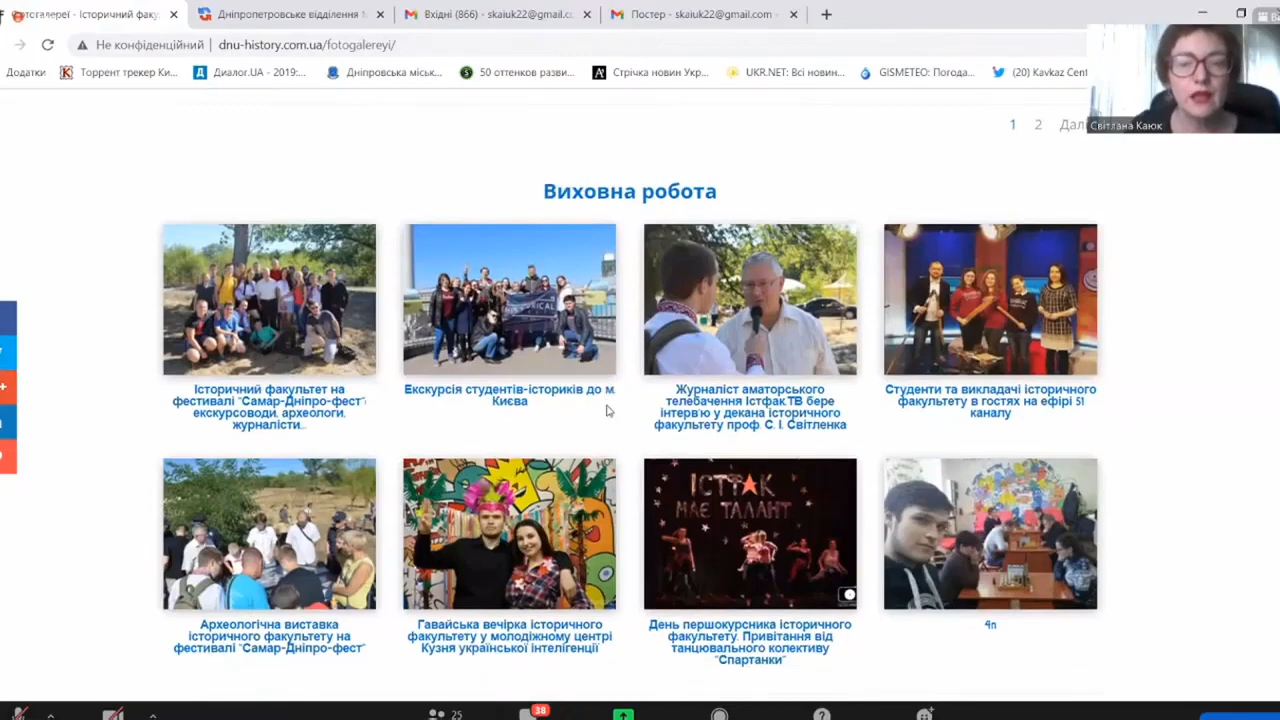 Фотогалереї - Історичний факу
Дніпропетровське відділення М
Вхідні (866) - skaiuk22@gmail.co
Постер - skaiuk22@gmail.com -
Не конфіденційний
dnu-history.com.ua/fotogalereyi/
Додатки
Торрент трекер Ки...
Диалог.UA - 2019:...
Дніпровська міськ...
50 оттенков разви...
Стрічка новин Укр...
UKR.NET: Всі новин...
GISMETEO: Погода...
(20) Kavkaz Cent
1 2 Далі
Світлана Каюк
Виховна робота
HISTORICAL
Історичний факультет на
фестивалі "Самар-Дніпро-фест":
екскурсоводи, археологи,
журналісти...
Екскурсія студентів-істориків до м.
Києва
Журналіст аматорського
телебачення Істфак.ТВ бере
інтерв'ю у декана історичного
факультету проф. С. І. Світленка
Студенти та викладачі історичного
факультету в гостях на ефірі 51
каналу
ІСТФАК
МАЄ ТАЛАНТ
Археологічна виставка
історичного факультету на
фестивалі "Самар-Дніпро-фест"
Гавайська вечірка історичного
факультету у молодіжному центрі
Кузня української інтелігенції
День першокурсника історичного
факультету. Привітання від
танцювального колективу
"Спартанки"
4п
25
38